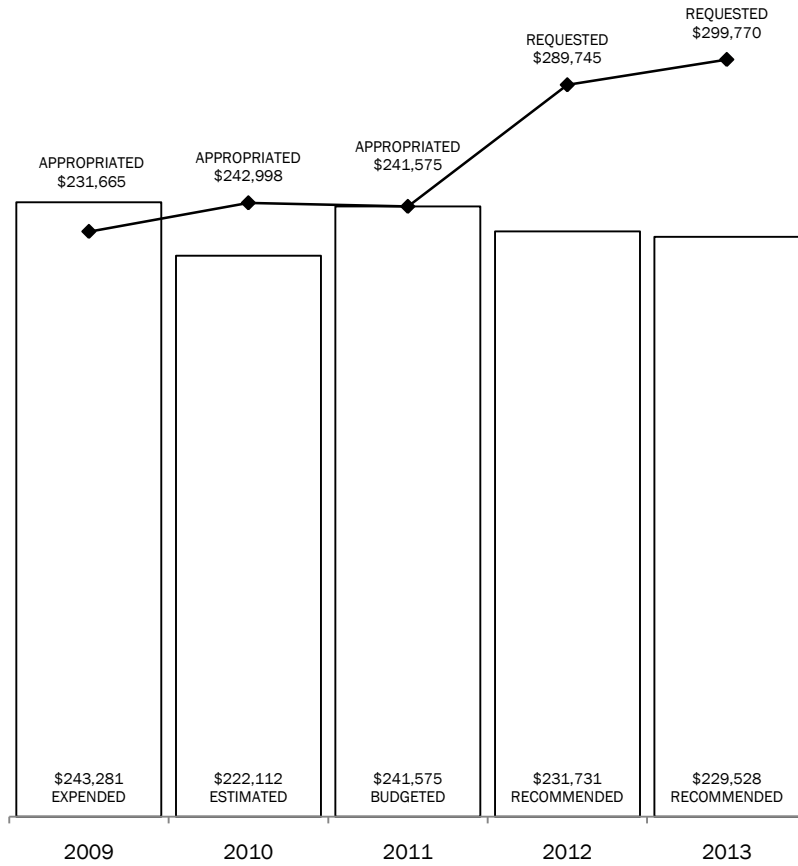 REQUESTED
$299,770
REQUESTED
$289,745
APPROPRIATED
$241,575
APPROPRIATED
$242,998
APPROPRIATED
$231,665
$243,281
EXPENDED
$222,112
ESTIMATED
$241,575
BUDGETED
$231,731
RECOMMENDED
$229,528
RECOMMENDED
2009
2010
2011
2012
2013